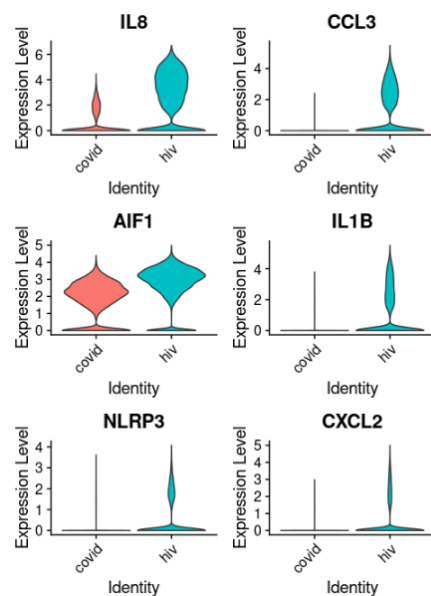 IL8
Expression Level
6
4
2
0
covid
hiv
Identity
CCL3
Expression Level
4
2
0
covid
hiv
Identity
AIF1
Expression Level
5
4
3
2
1
0
covid
hiv
Identity
IL1B
Expression Level
4
2
0
covid
hiv
Identity
NLRP3
Expression Level
4
3
2
1
0
covid
hiv
Identity
CXCL2
Expression Level
5
4
3
2
1
0
covid
hiv
Identity